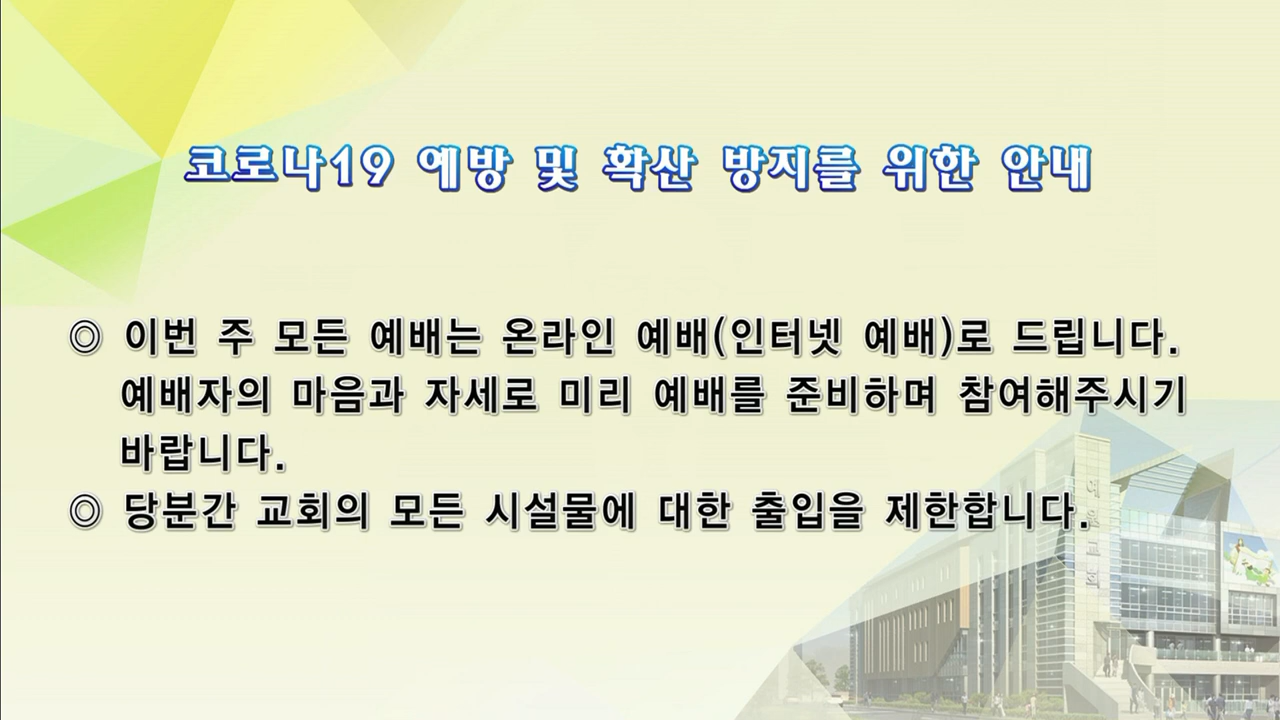 코로나19 예방 및 확산 방지를 위한 안내
◎ 이번 주 모든 예배는 온라인 예배(인터넷 예배)로 드립니다.
예배자의 마음과 자세로 미리 예배를 준비하며 참여해주시기
바랍니다.
◎ 당분간 교회의 모든 시설물에 대한 출입을 제한합니다.